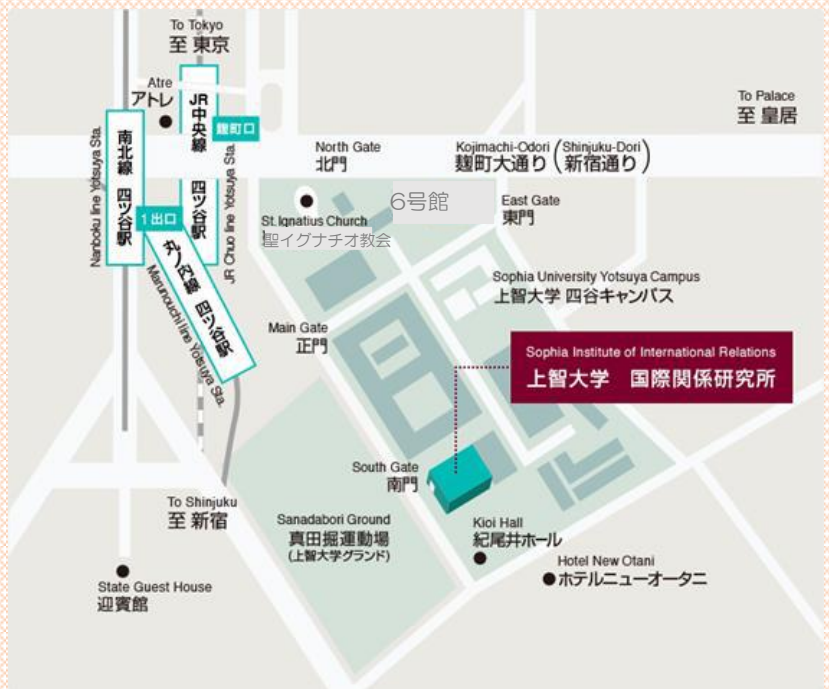 To Tokyo
至 東京
Atre
アトレ
JR中央線 四ツ谷駅
JR Chuo line Yotsuya Sta.
麹町口
南北線 四ツ谷駅
Nanboku line Yotsuya Sta.
1出口
丸ノ内線 四ツ谷駅
Marunouchi line Yotsuya Sta.
To Palace
至 皇居
North Gate
北門
Kojimachi-Odori (Shinjuku-Dori)
麹町大通り(新宿通り)
6号館
East Gate
東門
St.Ignatius Church
聖イグナチオ教会
Sophia University Yotsuya Campus
上智大学 四谷キャンパス
Main Gate
正門
Sophia Institute of International Relations
上智大学 国際関係研究所
South Gate
南門
To Shinjuku
至 新宿
Sanadabori Ground
真田掘運動場
(上智大学グランド)
Kioi Hall
紀尾井ホール
Hotel New Otani
ホテルニューオータニ
State Guest House
迎賓館